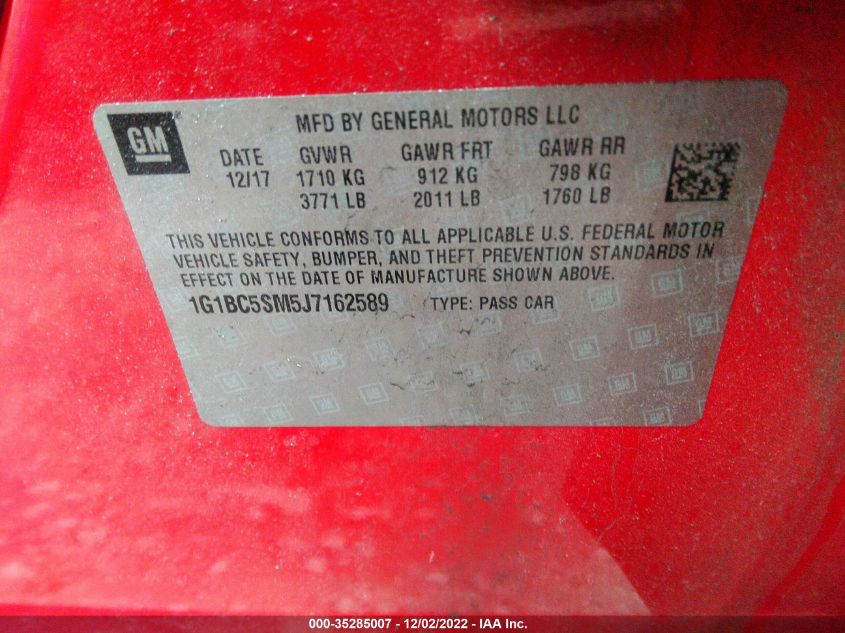 GM
MFD BY GENERAL MOTORS LLC
DATE GVWR GAWR FRT GAWR RR
12/17 1710 KG 912 KG 798 KG
3771 LB 2011 LB 1760 LB
THIS VEHICLE CONFORMS TO ALL APPLICABLE U.S. FEDERAL MOTOR
VEHICLE SAFETY, BUMPER, AND THEFT PREVENTION STANDARDS IN
EFFECT ON THE DATE OF MANUFACTURE SHOWN ABOVE.
1G1BC5SM5J7162589 TYPE: PASS CAR
000-35285007 - 12/02/2022 - IAA Inc.